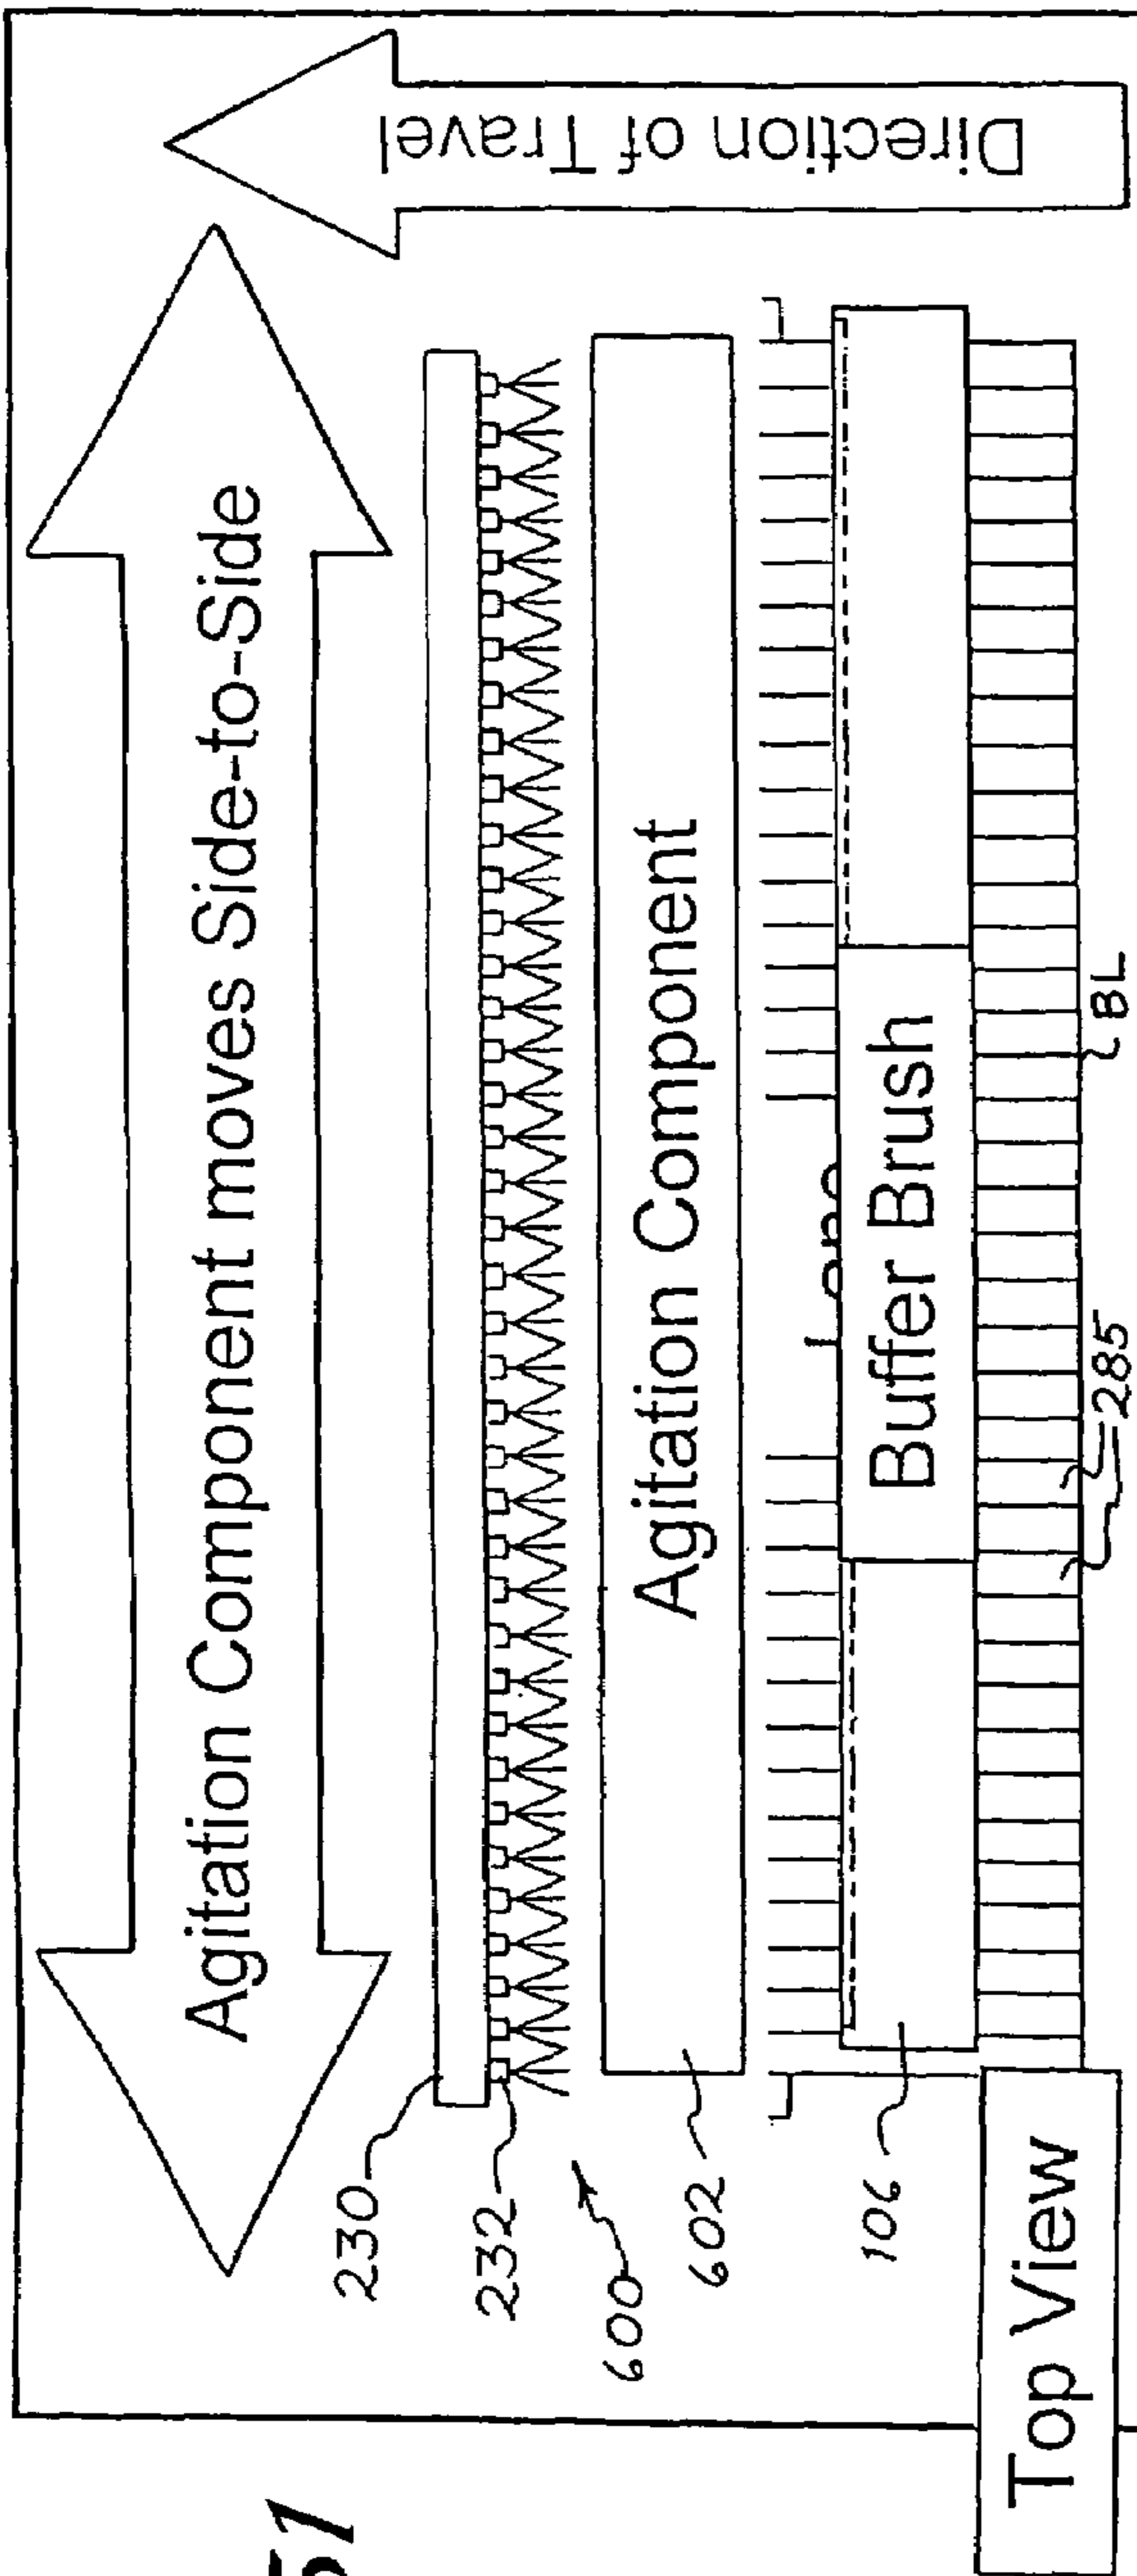 Agitation Component moves Side-to-Side
Direction of Travel
230
232
600
602
Agitation Component
106
Buffer Brush
285
BL
Top View
51